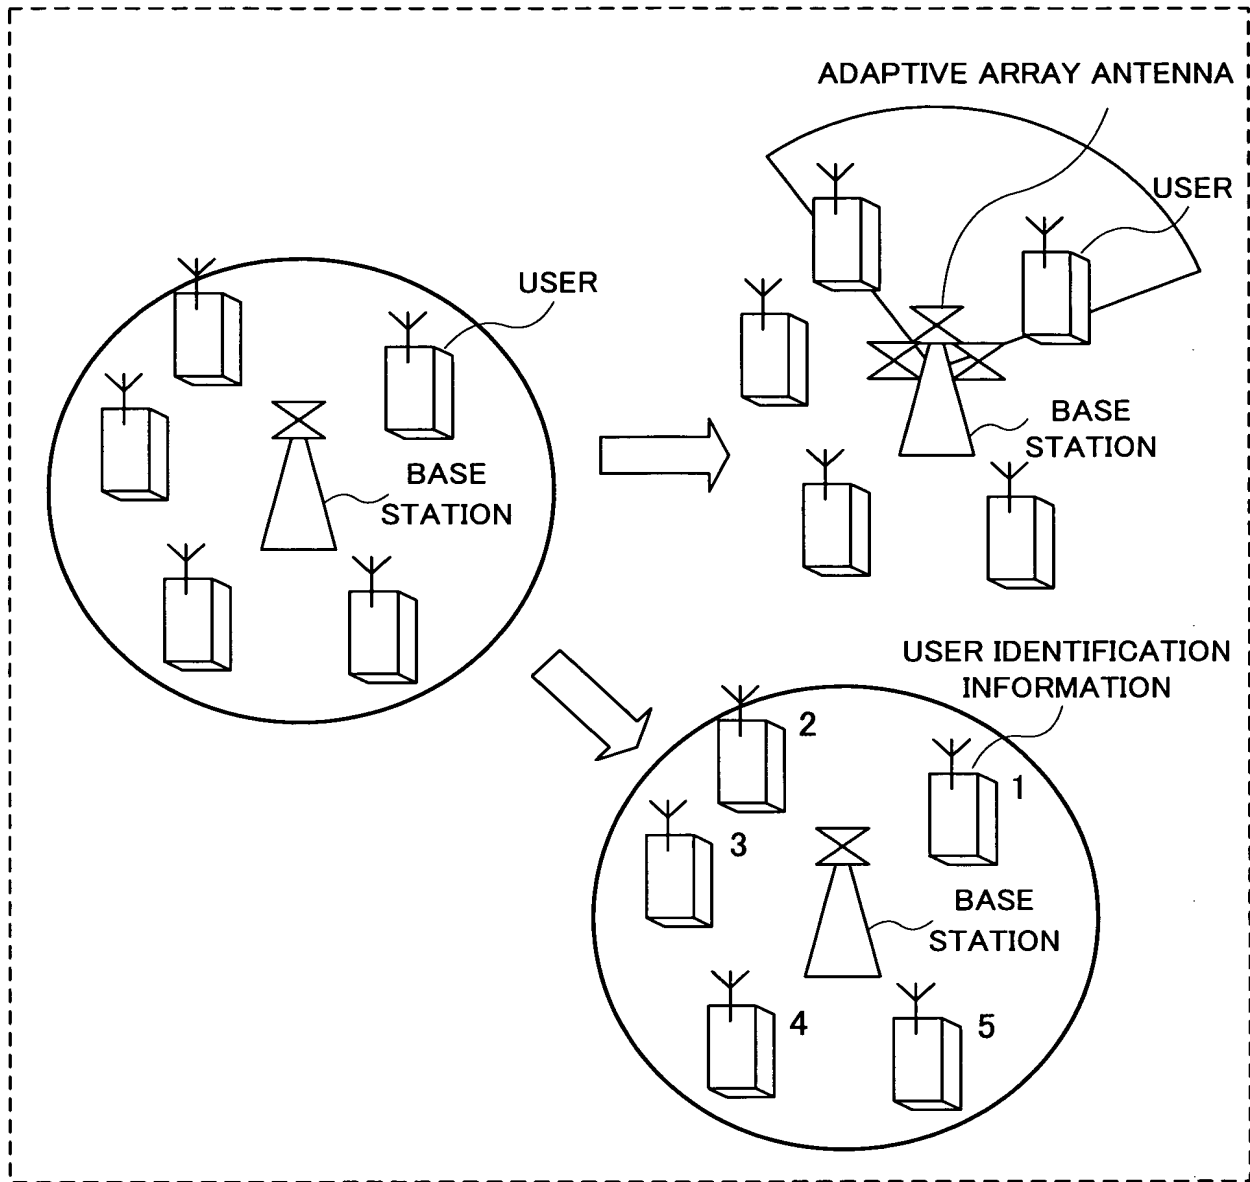 ADAPTIVE ARRAY ANTENNA
USER
USER
BASE
STATION
BASE
STATION
USER IDENTIFICATION
INFORMATION
2
1
3
BASE
STATION
4
5